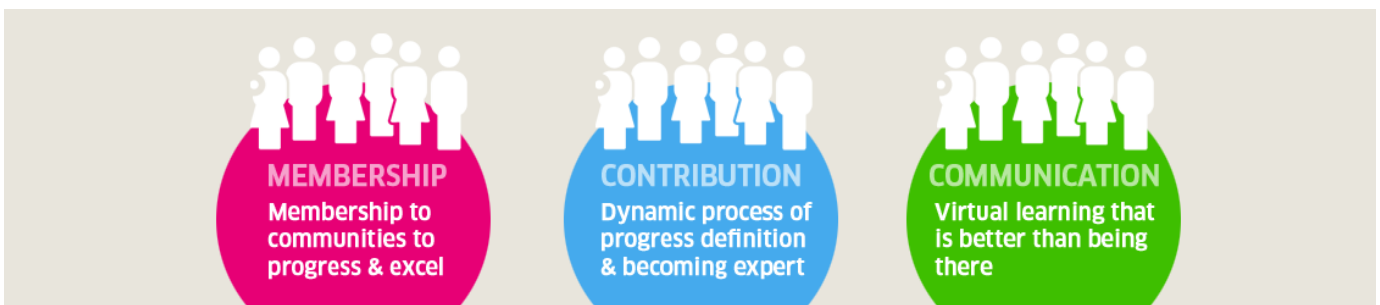 MEMBERSHIP
Membership to
communities to
progress & excel
CONTRIBUTION
Dynamic process of
progress definition
& becoming expert
COMMUNICATION
Virtual learning that
is better than being
there